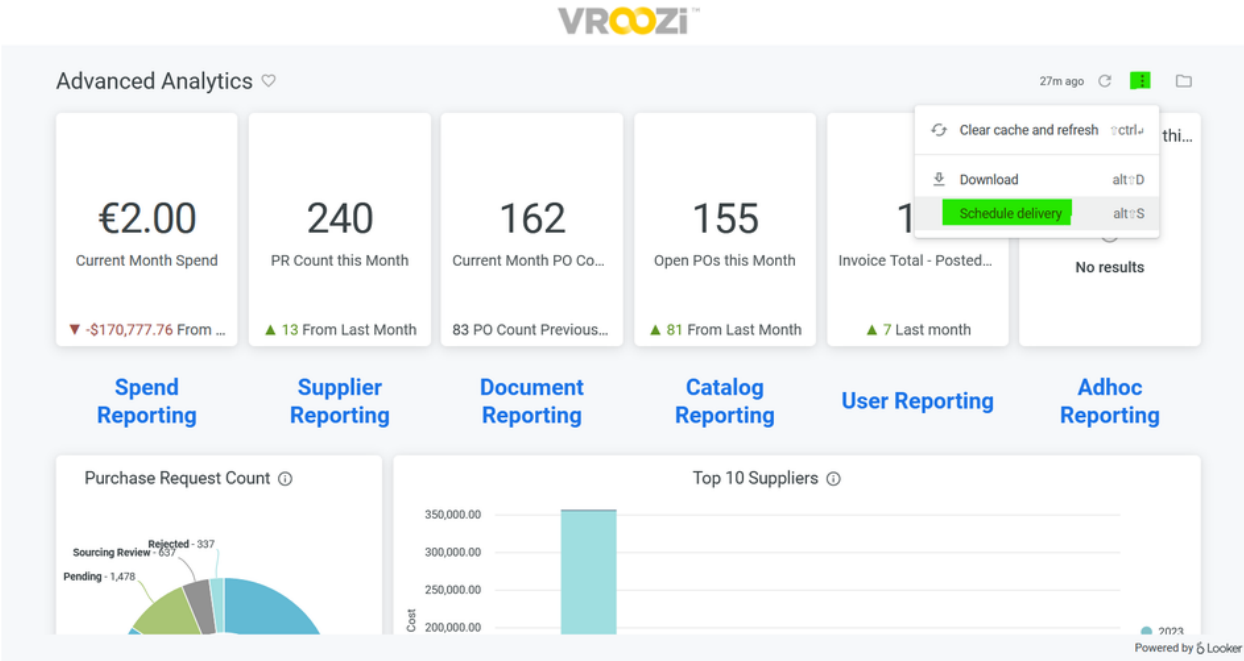 VROOZi™
Advanced Analytics
27m ago
Clear cache and refresh ⇧ctrl↵
thi...
Download alt⇧D
Schedule delivery alt⇧S
€2.00
Current Month Spend
▼ -$170,777.76 From ...
240
PR Count this Month
▲ 13 From Last Month
162
Current Month PO Co...
83 PO Count Previous...
155
Open POs this Month
▲ 81 From Last Month
1
Invoice Total - Posted...
▲ 7 Last month
No results
Spend
Reporting
Supplier
Reporting
Document
Reporting
Catalog
Reporting
User Reporting
Adhoc
Reporting
Purchase Request Count
Rejected - 337
Sourcing Review - 637
Pending - 1,478
Top 10 Suppliers
350,000.00
300,000.00
250,000.00
200,000.00
Cost
2023
Powered by Looker